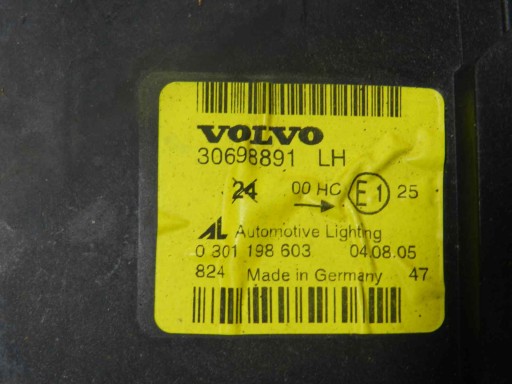 VOLVO
30698891 LH
24 00 HC E1 25
AL Automotive Lighting
0 301 198 603 04.08.05
824 Made in Germany 47